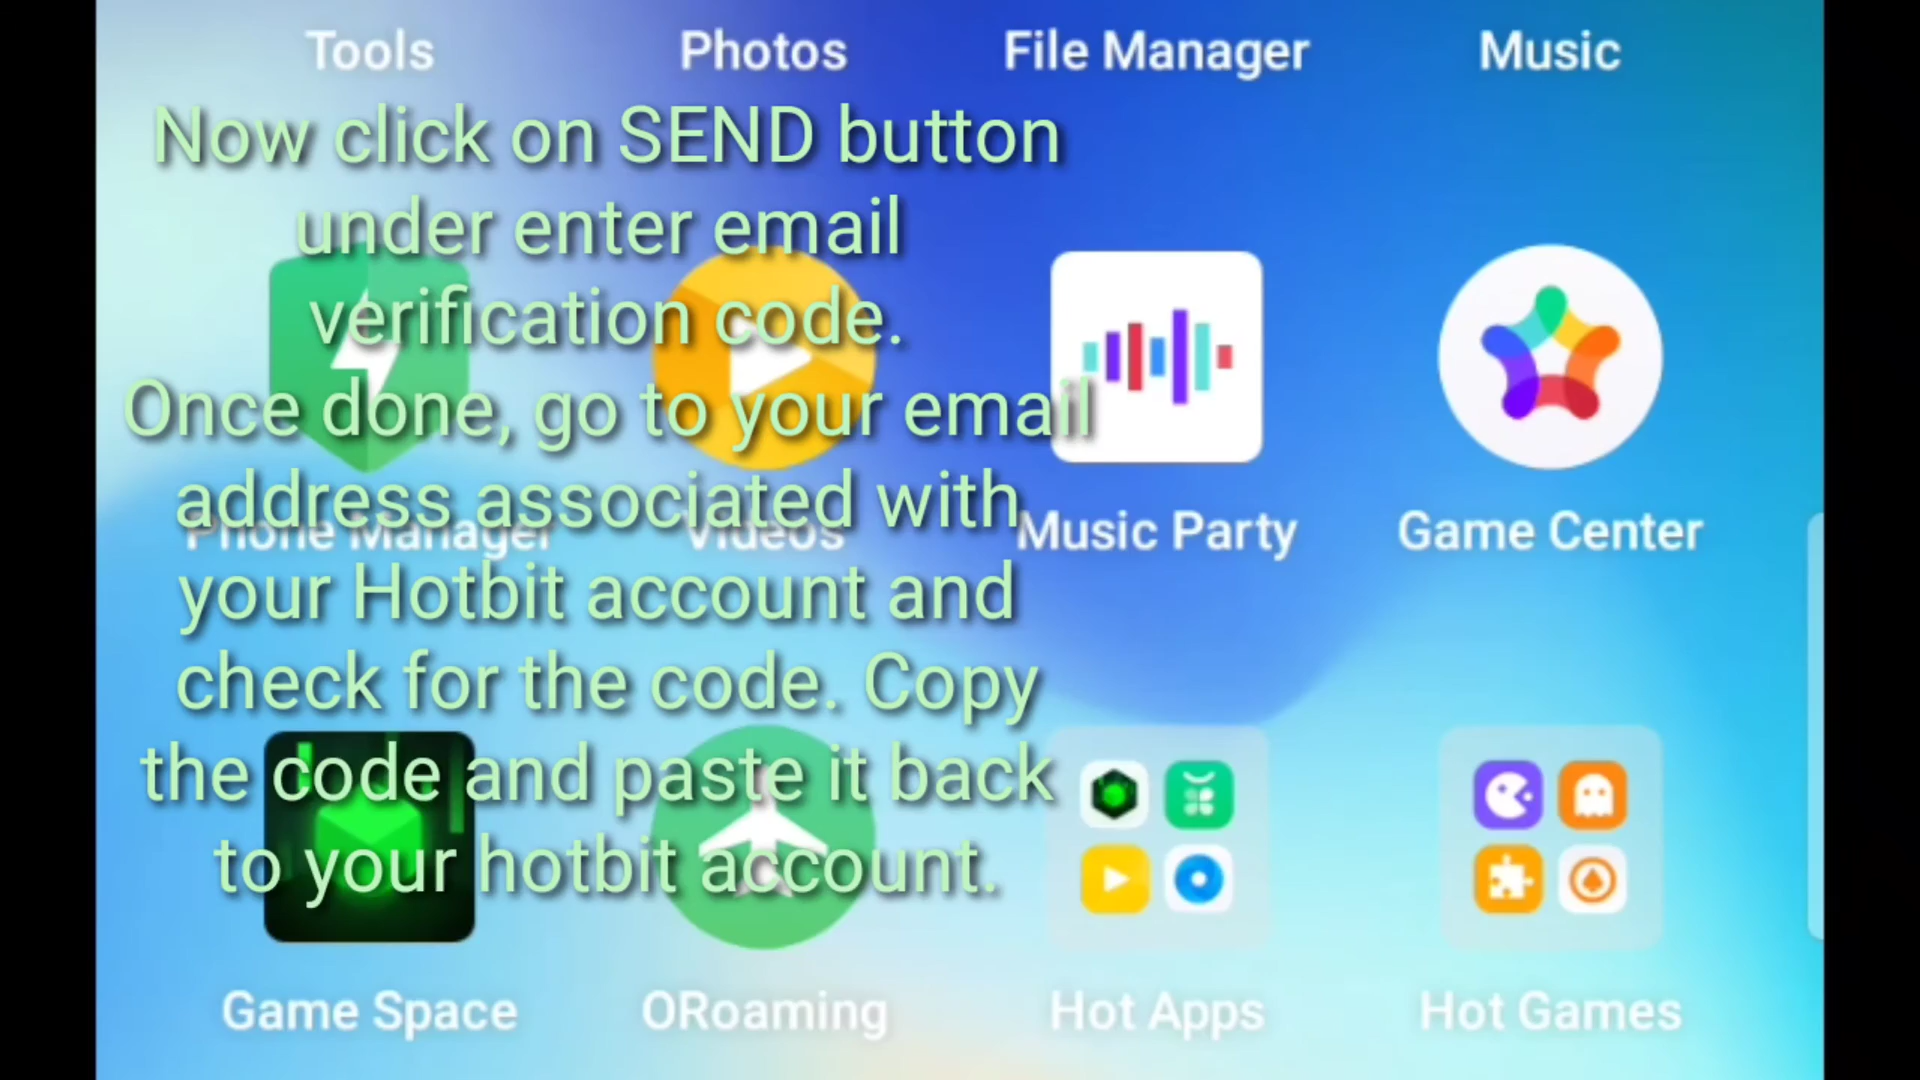 Tools Photos File Manager Music
Now click on SEND button
under enter email
verification code.
Once done, go to your email
address associated with
Phone Manager Videos Music Party Game Center
your Hotbit account and
check for the code. Copy
the code and paste it back
to your hotbit account.
Game Space ORoaming Hot Apps Hot Games